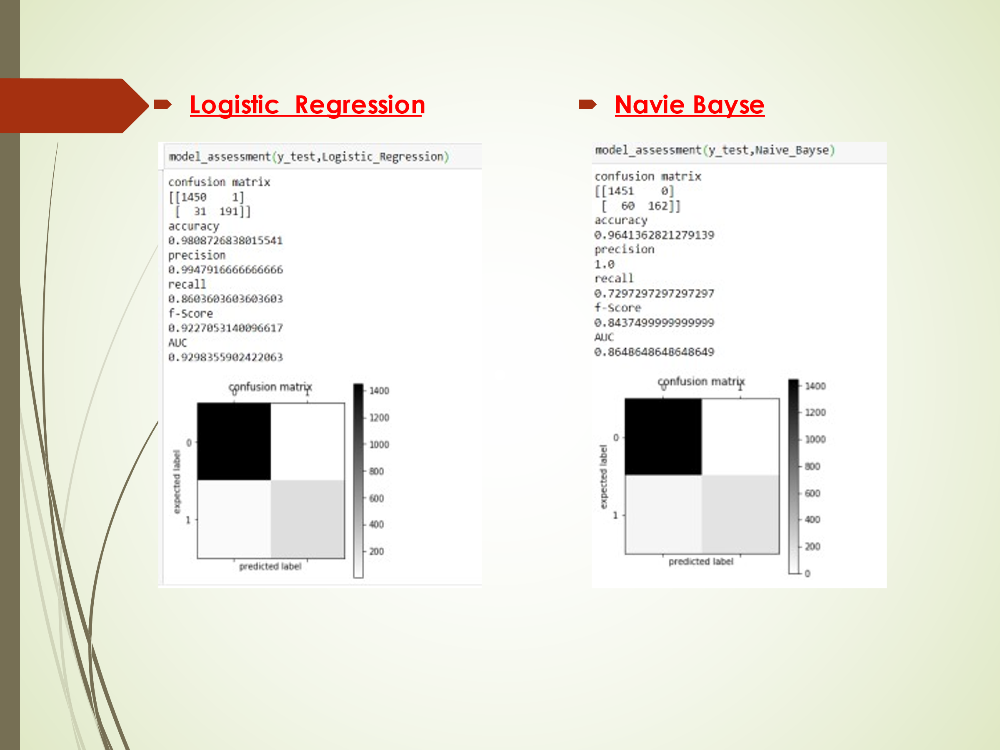 Logistic Regression
model_assessment(y_test,Logistic_Regression)
confusion matrix
[[1450    1]
 [  31  191]]
accuracy
0.9808726838015541
precision
0.9947916666666666
recall
0.8603603603603603
f-Score
0.9227053140096617
AUC
0.9298355902422063
confusion matrix
0 1
1400
1200
1000
800
600
400
200
expected label
0
1
predicted label
Navie Bayse
model_assessment(y_test,Naive_Bayse)
confusion matrix
[[1451    0]
 [  60  162]]
accuracy
0.9641362821279139
precision
1.0
recall
0.7297297297297297
f-Score
0.8437499999999999
AUC
0.8648648648648649
confusion matrix
0 1
1400
1200
1000
800
600
400
200
0
expected label
0
1
predicted label